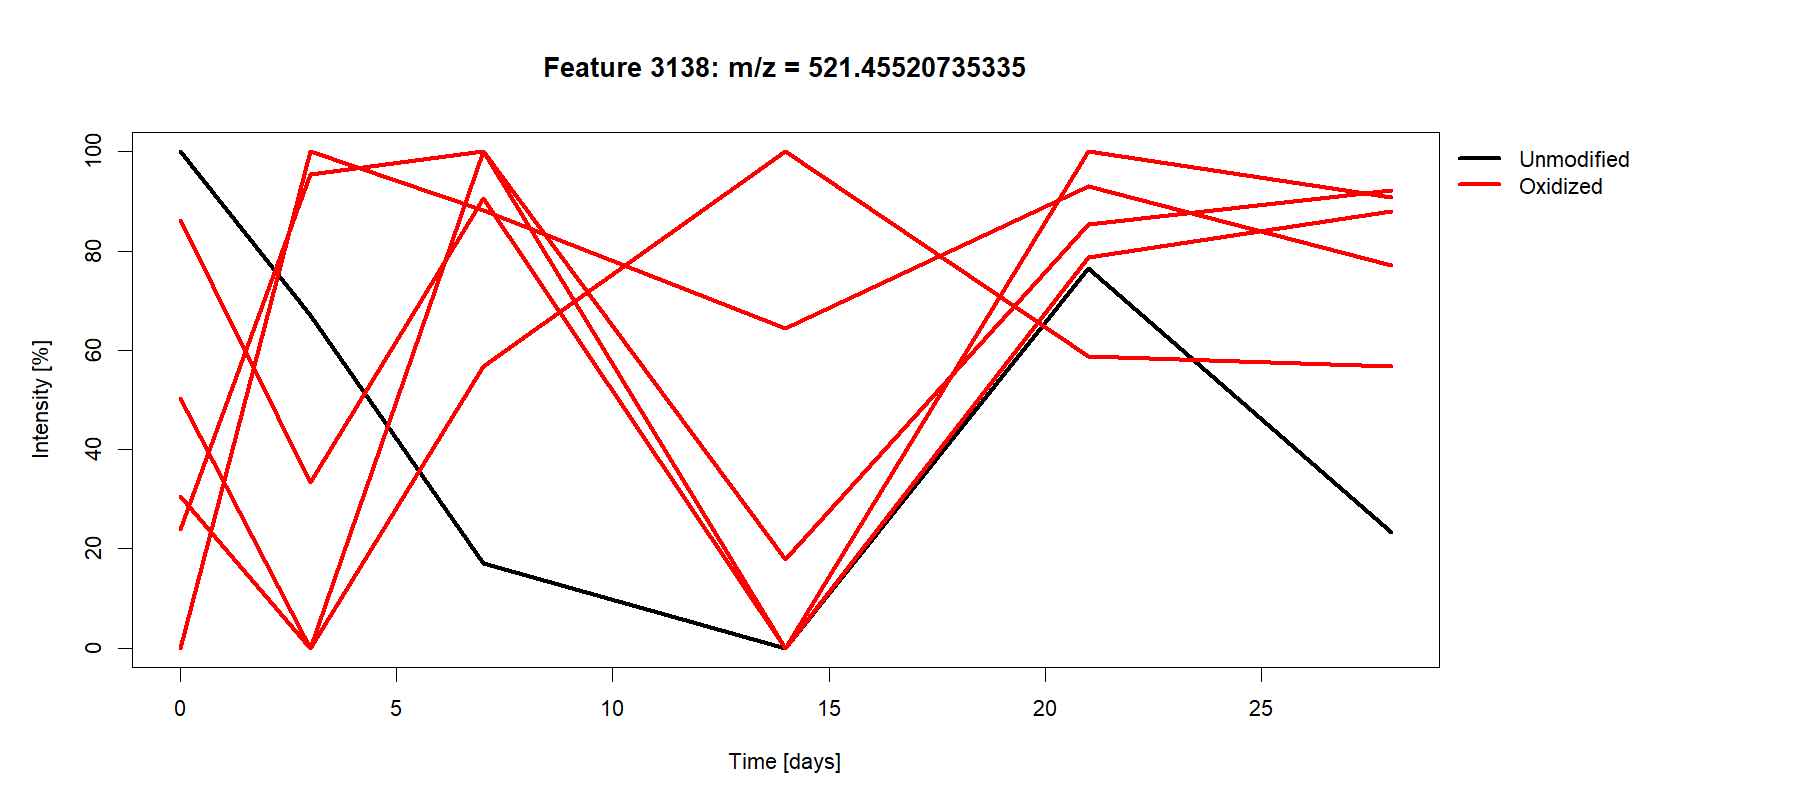 Feature 3138: m/z = 521.45520735335
Unmodified
Oxidized
Intensity [%]
100
80
60
40
20
0
0 5 10 15 20 25
Time [days]